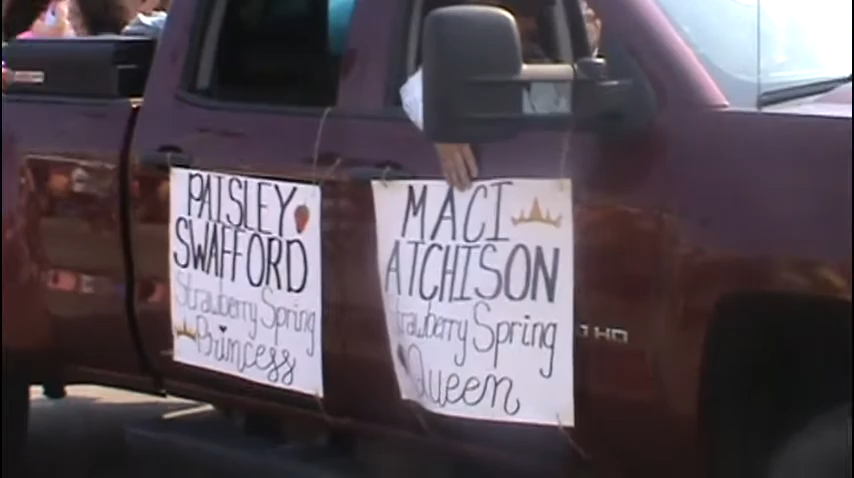 PAISLEY
SWAFFORD
Strawberry Spring
Princess
MACI
ATCHISON
Strawberry Spring
Queen
HD